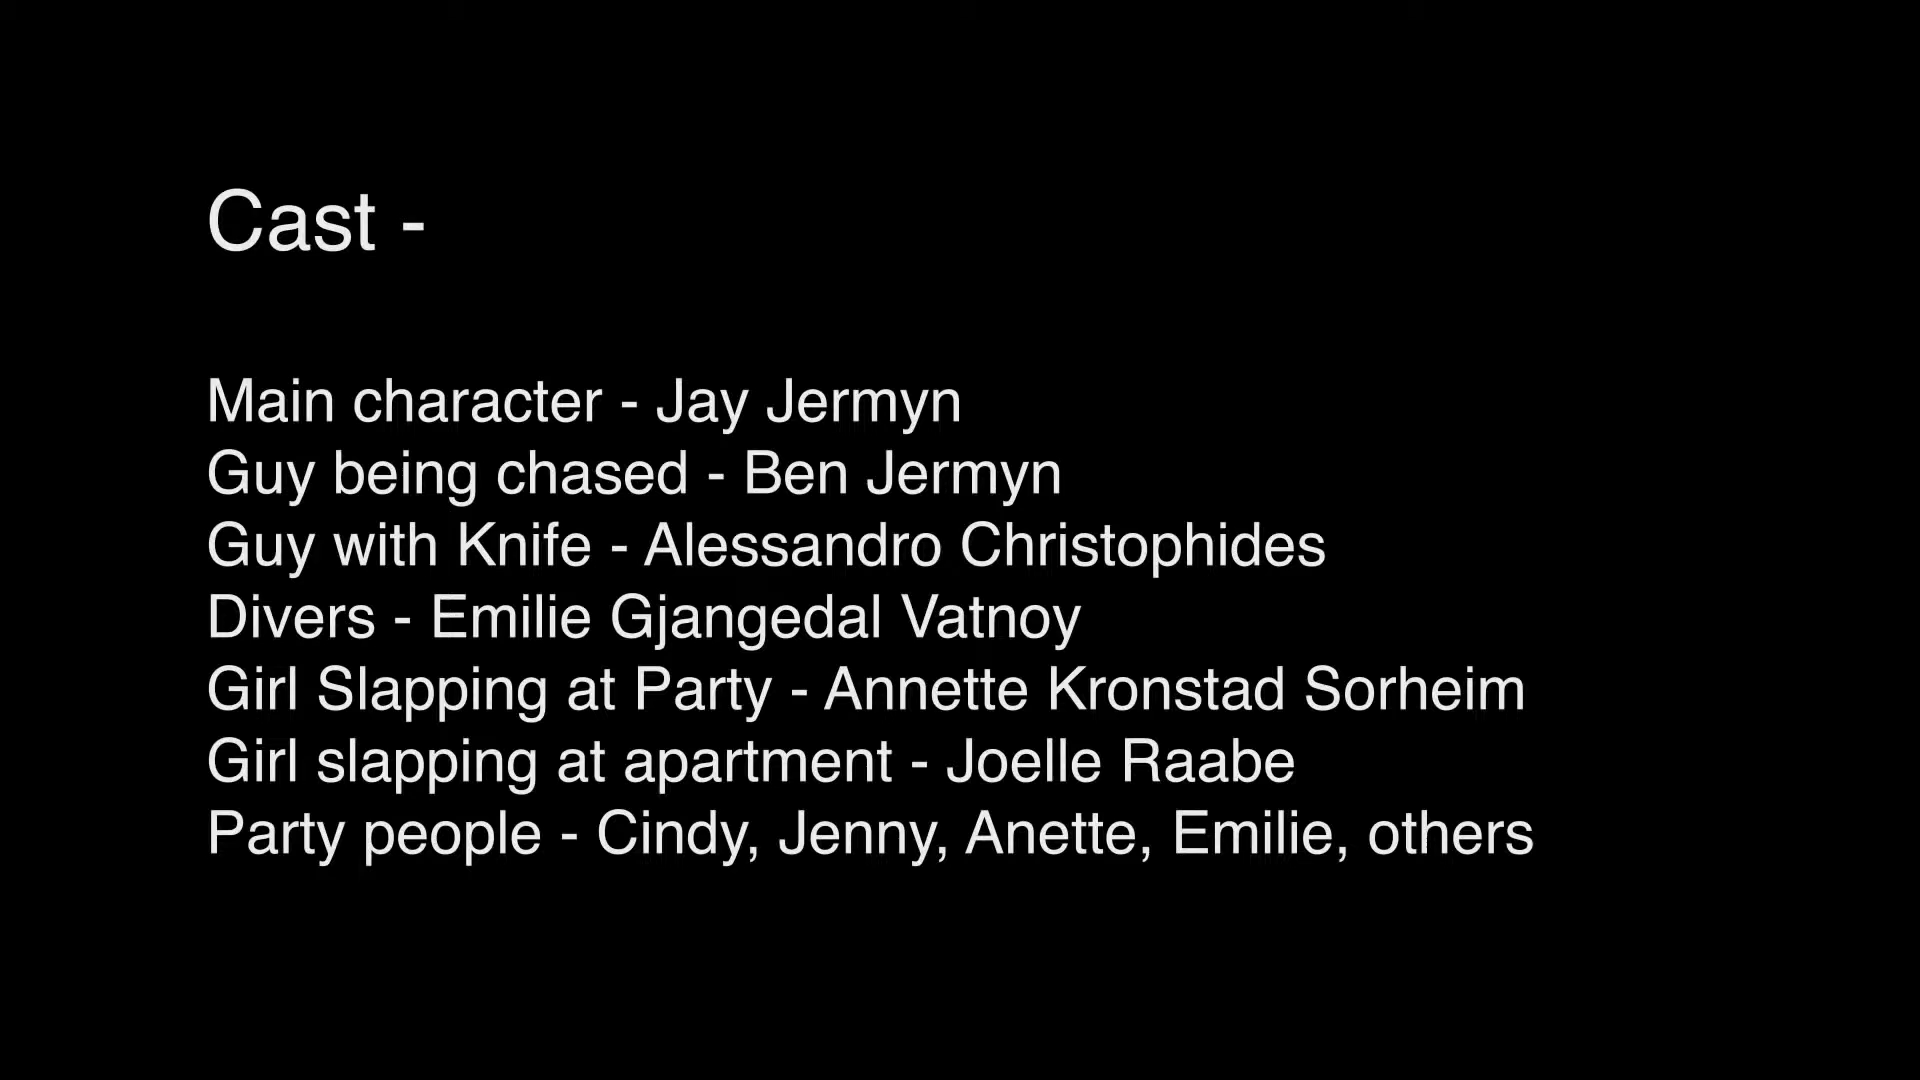 Cast -
Main character - Jay Jermyn
Guy being chased - Ben Jermyn
Guy with Knife - Alessandro Christophides
Divers - Emilie Gjangedal Vatnoy
Girl Slapping at Party - Annette Kronstad Sorheim
Girl slapping at apartment - Joelle Raabe
Party people - Cindy, Jenny, Anette, Emilie, others